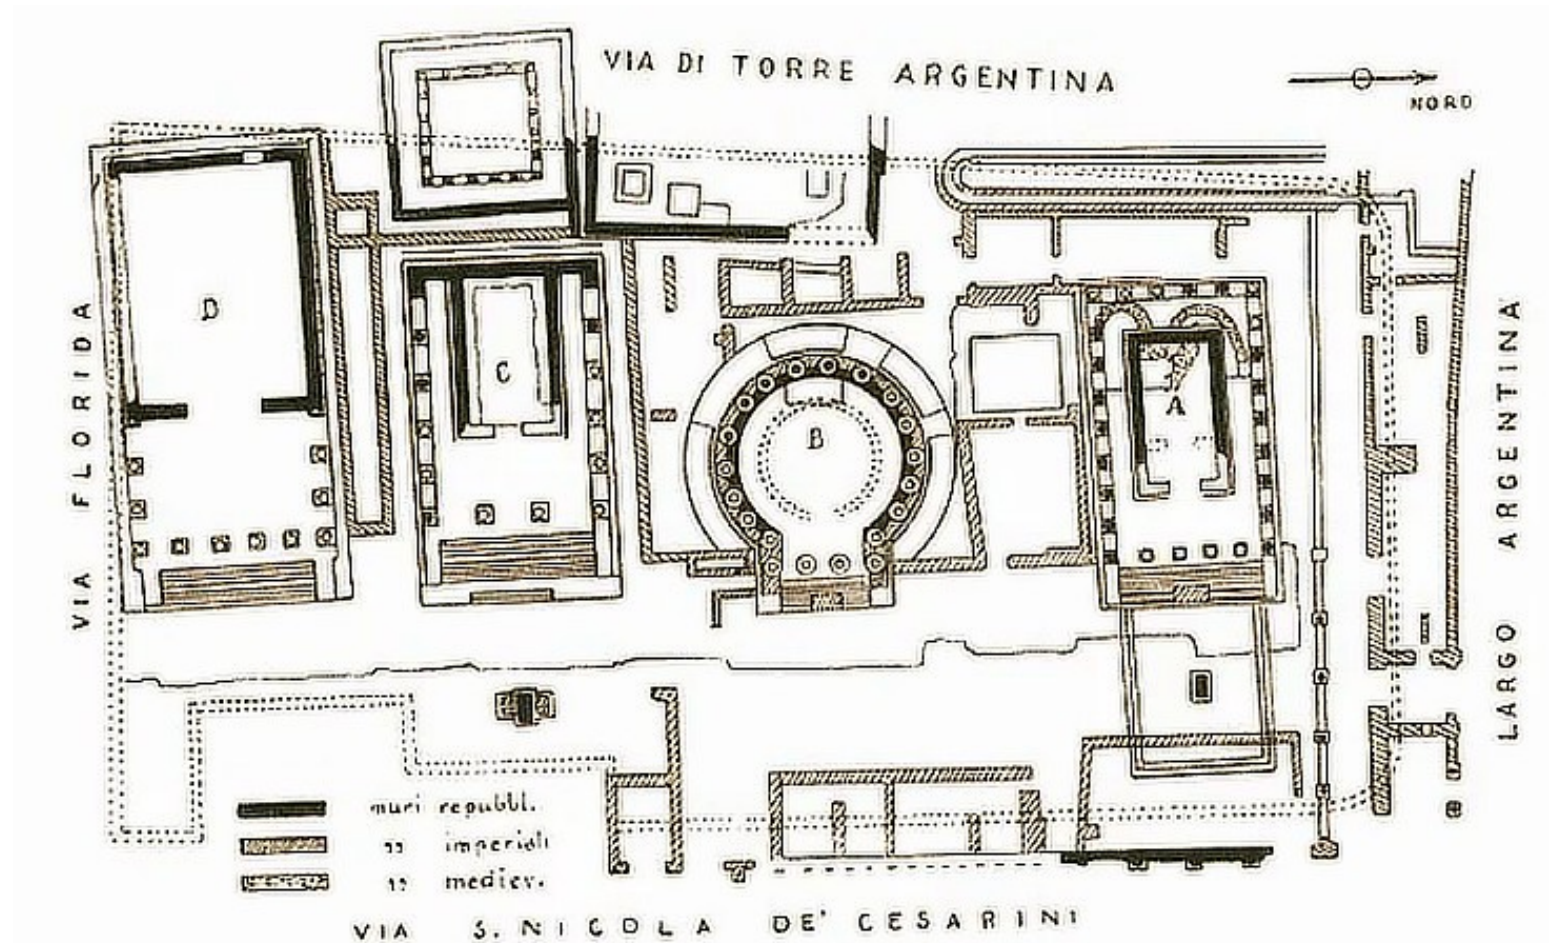 VIA DI TORRE ARGENTINA
NORD
VIA FLORIDA
D
C
B
A
LARGO ARGENTINA
muri repubbl.
" imperiali
" mediev.
VIA S. NICOLA DE' CESARINI